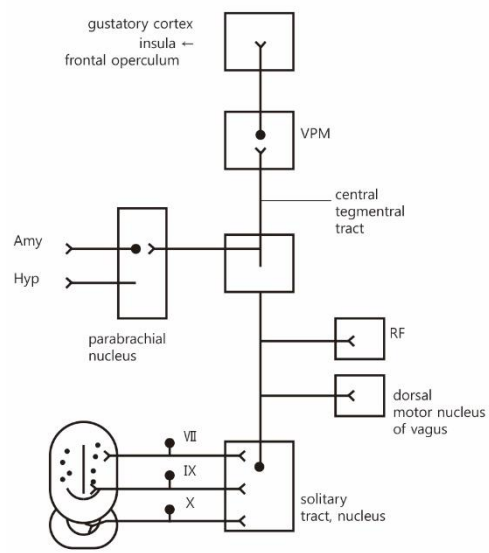 gustatory cortex
insula ←
frontal operculum
VPM
central
tegmentral
tract
Amy
Hyp
parabrachial
nucleus
RF
dorsal
motor nucleus
of vagus
VII
IX
X
solitary
tract, nucleus